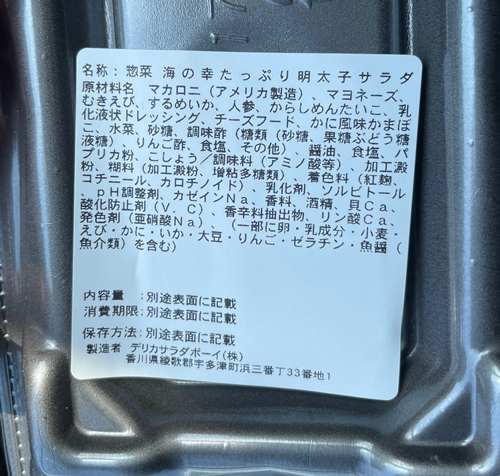 名称：惣菜 海の幸たっぷり明太子サラダ
原材料名 マカロニ（アメリカ製造）、マヨネーズ、
むきえび、するめいか、人参、からしめんたいこ、乳
化液状ドレッシング、チーズフード、かに風味かまぼ
こ、水菜、砂糖、調味酢（糖類（砂糖、果糖ぶどう糖
液糖）、りんご酢、食塩、その他）、醤油、食塩、パ
プリカ粉、こしょう／調味料（アミノ酸等）、加工澱
粉、糊料（加工澱粉、増粘多糖類）、着色料（紅麹、
コチニール、カロチノイド）、乳化剤、ソルビトール
、pH調整剤、カゼインNa、香料、酒精、貝Ca、
酸化防止剤（V．C）、香辛料抽出物、リン酸Ca、
発色剤（亜硝酸Na）、（一部に卵・乳成分・小麦・
えび・かに・いか・大豆・りんご・ゼラチン・魚醤（
魚介類）を含む）
内容量 ：別途表面に記載
消費期限：別途表面に記載
保存方法：別途表面に記載
製造者 デリカサラダボーイ（株）
香川県綾歌郡宇多津町浜三番丁33番地1